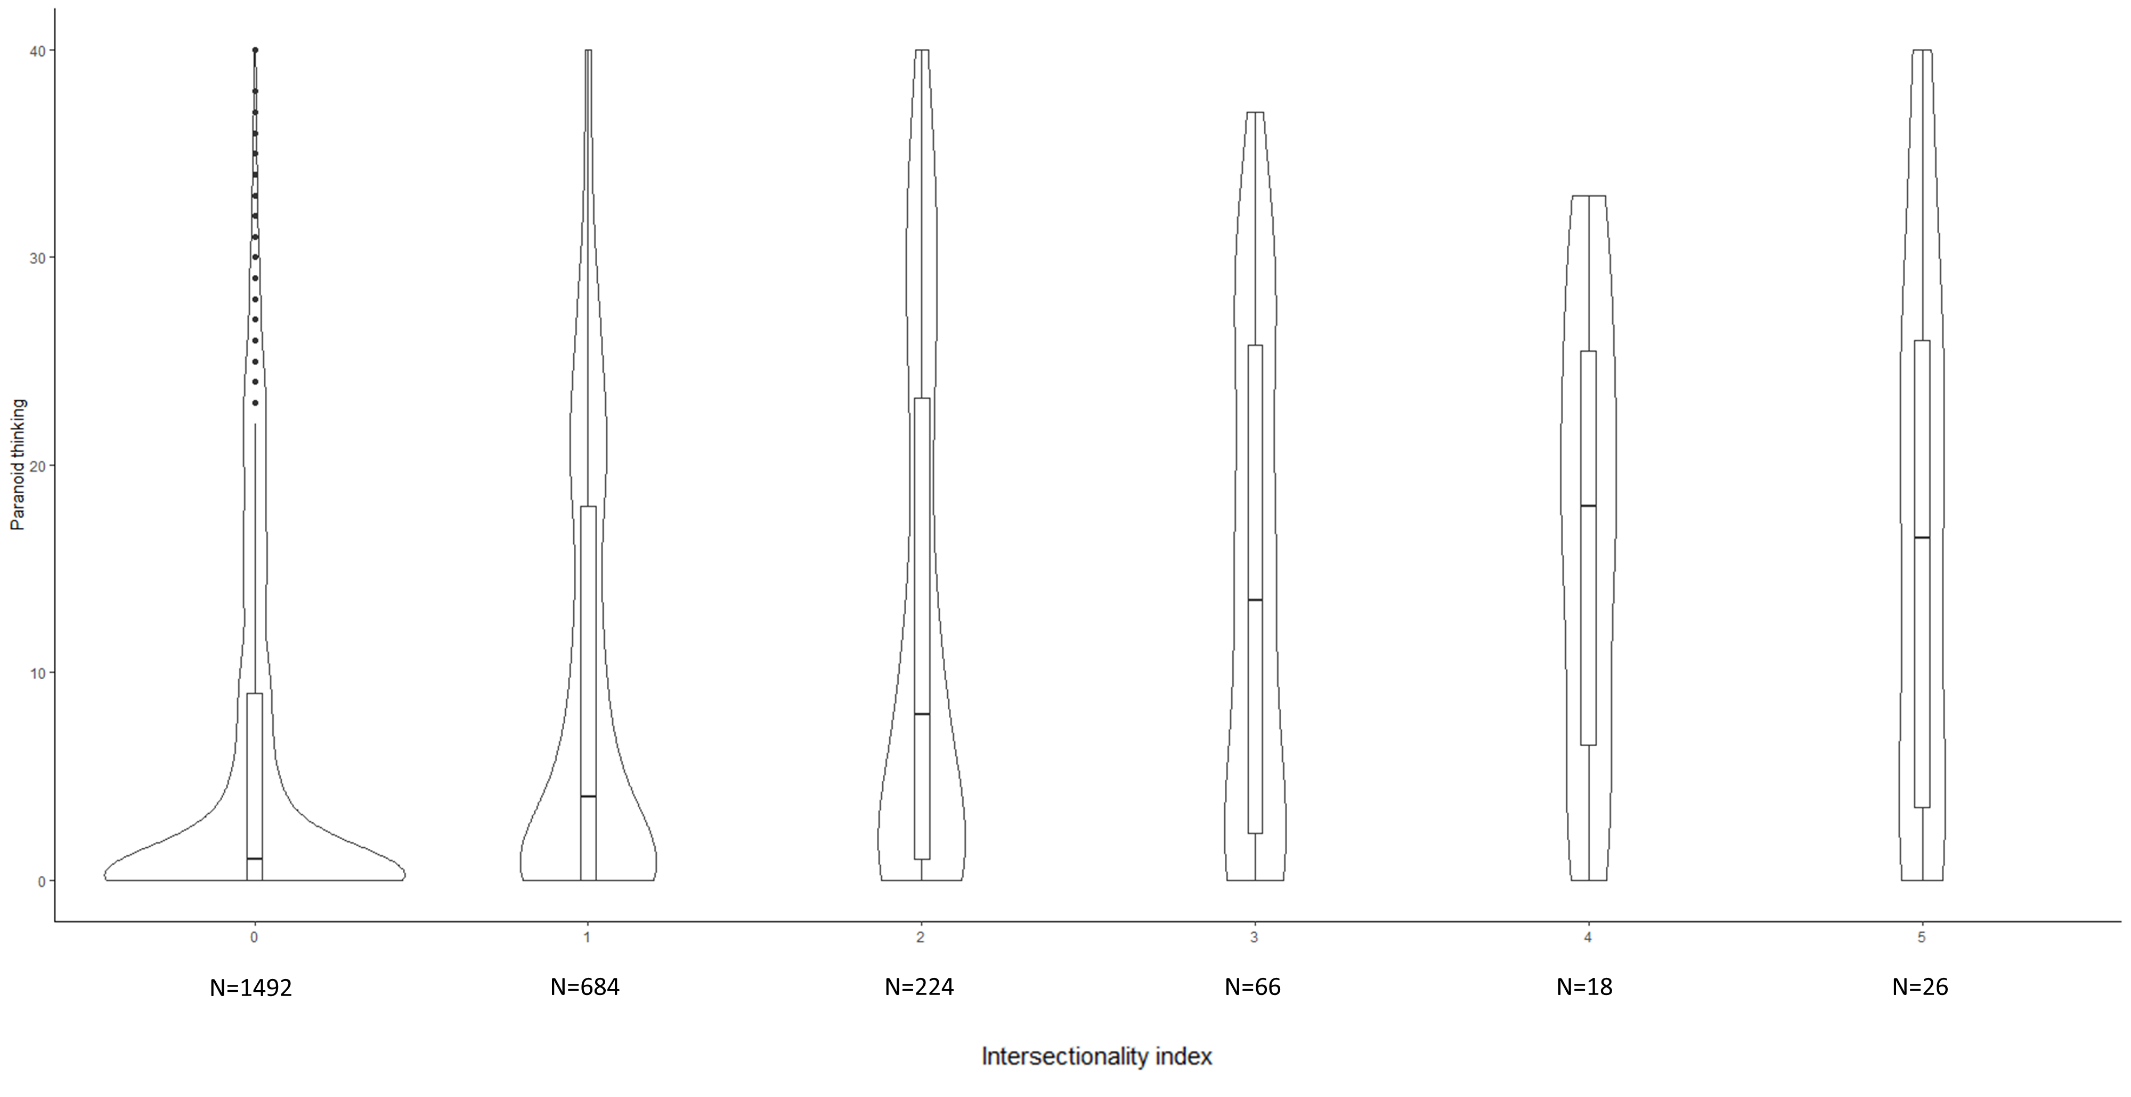 Paranoid thinking
40
30
20
10
0
0 1 2 3 4 5
N=1492 N=684 N=224 N=66 N=18 N=26
Intersectionality index